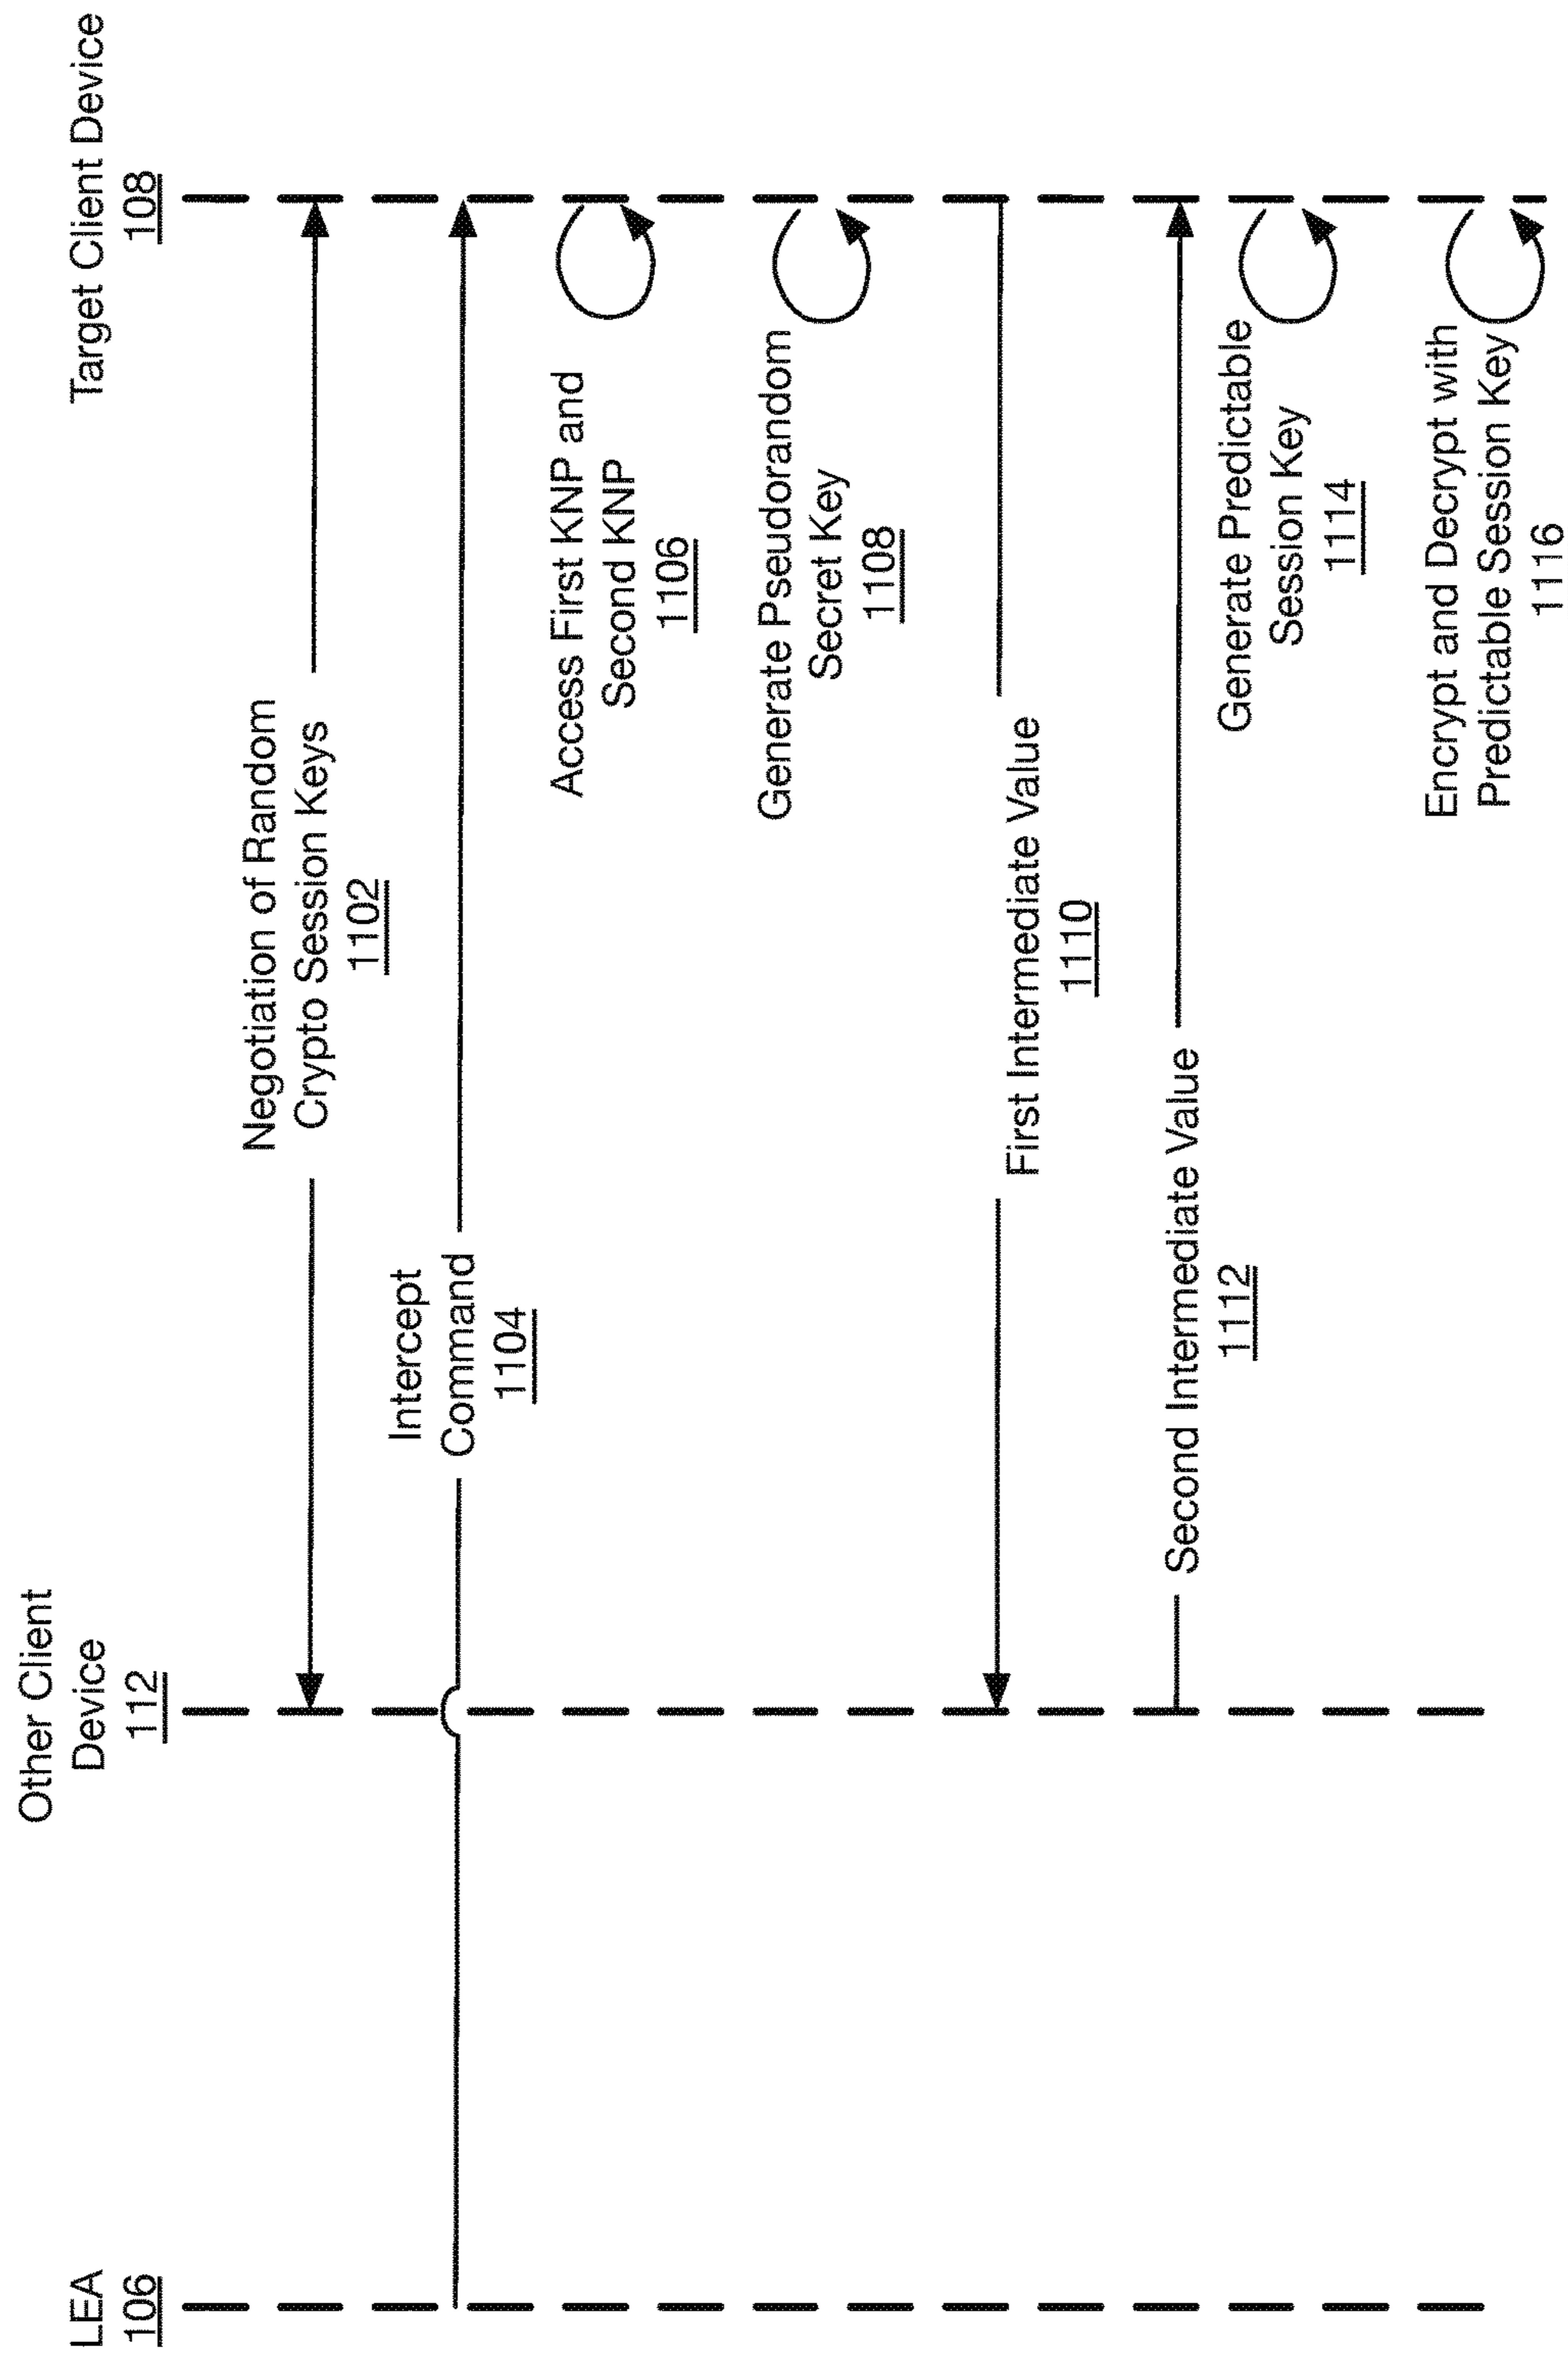 LEA
106
Other Client
Device
112
Target Client Device
108
Negotiation of Random
Crypto Session Keys
1102
Intercept
Command
1104
Access First KNP and
Second KNP
1106
Generate Pseudorandom
Secret Key
1108
First Intermediate Value
1110
Second Intermediate Value
1112
Generate Predictable
Session Key
1114
Encrypt and Decrypt with
Predictable Session Key
1116